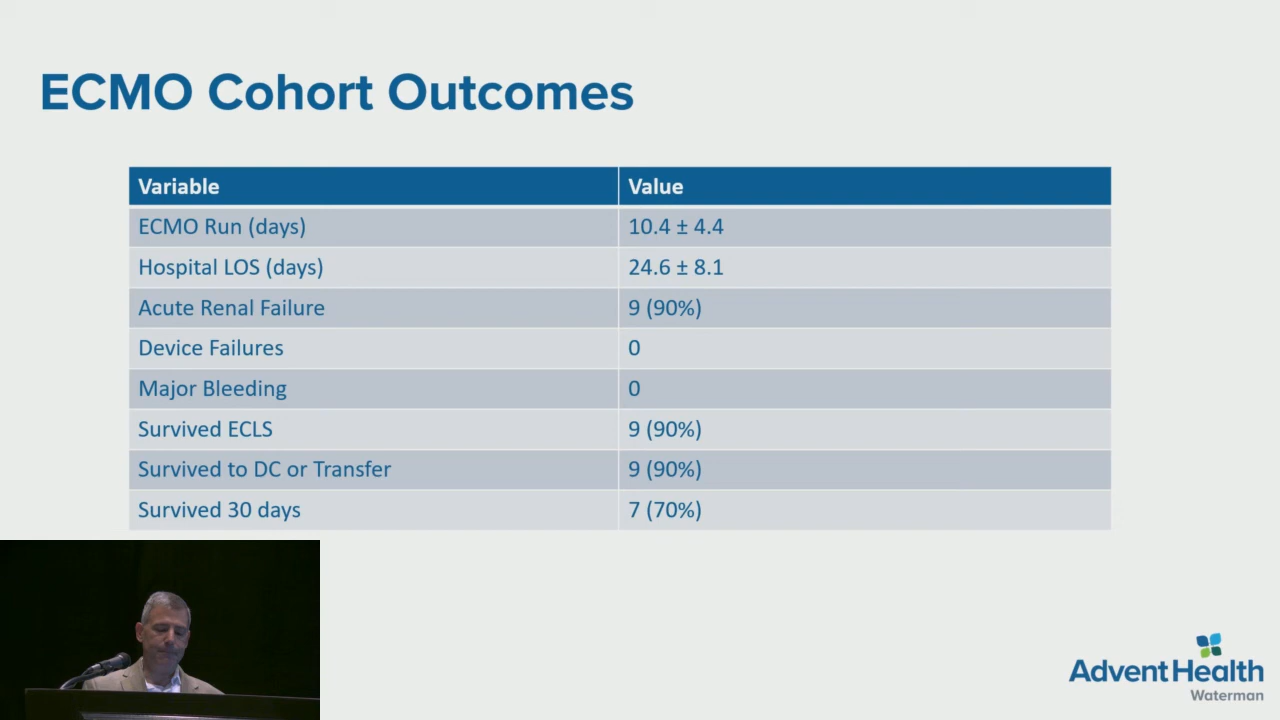 ECMO Cohort Outcomes
Variable Value
ECMO Run (days) 10.4 ± 4.4
Hospital LOS (days) 24.6 ± 8.1
Acute Renal Failure 9 (90%)
Device Failures 0
Major Bleeding 0
Survived ECLS 9 (90%)
Survived to DC or Transfer 9 (90%)
Survived 30 days 7 (70%)
AdventHealth
Waterman